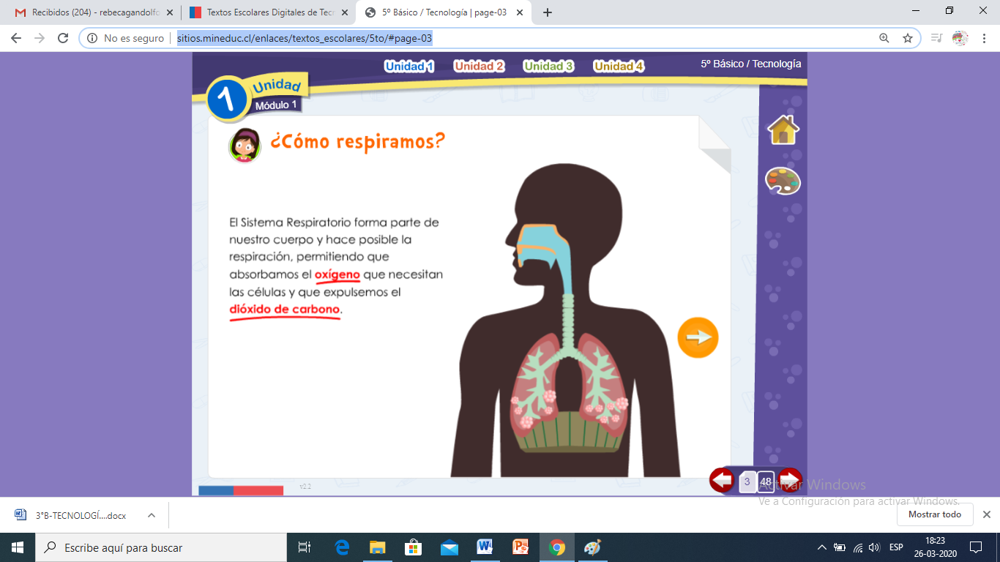 Recibidos (204) - rebecagandolfo
Textos Escolares Digitales de Tecn
5º Básico / Tecnología | page-03
No es seguro
sitios.mineduc.cl/enlaces/textos_escolares/5to/#page-03
Unidad 1
Unidad 2
Unidad 3
Unidad 4
5º Básico / Tecnología
1
Unidad
Módulo 1
¿Cómo respiramos?
El Sistema Respiratorio forma parte de
nuestro cuerpo y hace posible la
respiración, permitiendo que
absorbamos el oxígeno que necesitan
las células y que expulsemos el
dióxido de carbono.
v2.2
3
48
Activar Windows
Ve a Configuración para activar Windows.
3°B-TECNOLOGÍ....docx
Mostrar todo
Escribe aquí para buscar
ESP
18:23
26-03-2020